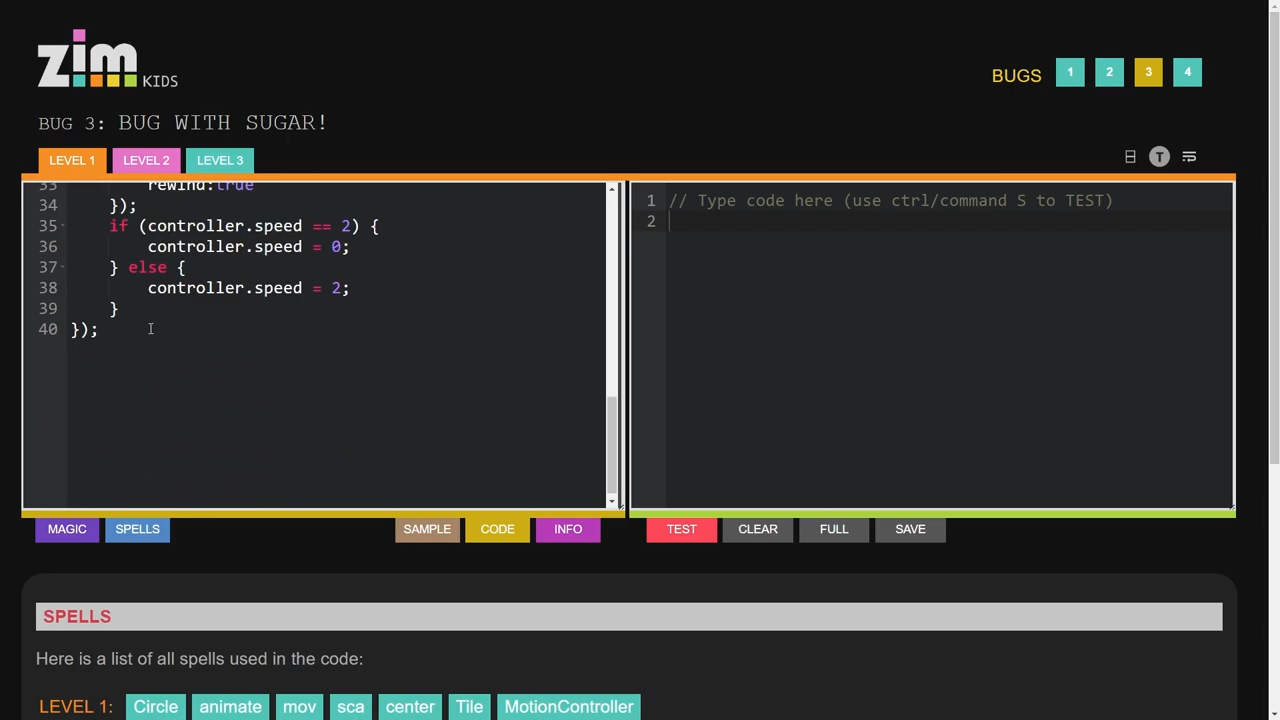 zim KIDS
BUGS 1 2 3 4
BUG 3: BUG WITH SUGAR!
LEVEL 1 LEVEL 2 LEVEL 3
T
33 rewind:true
34 });
35 if (controller.speed == 2) {
36 controller.speed = 0;
37 } else {
38 controller.speed = 2;
39 }
40 });
1 // Type code here (use ctrl/command S to TEST)
2
MAGIC SPELLS SAMPLE CODE INFO TEST CLEAR FULL SAVE
SPELLS
Here is a list of all spells used in the code:
LEVEL 1: Circle animate mov sca center Tile MotionController